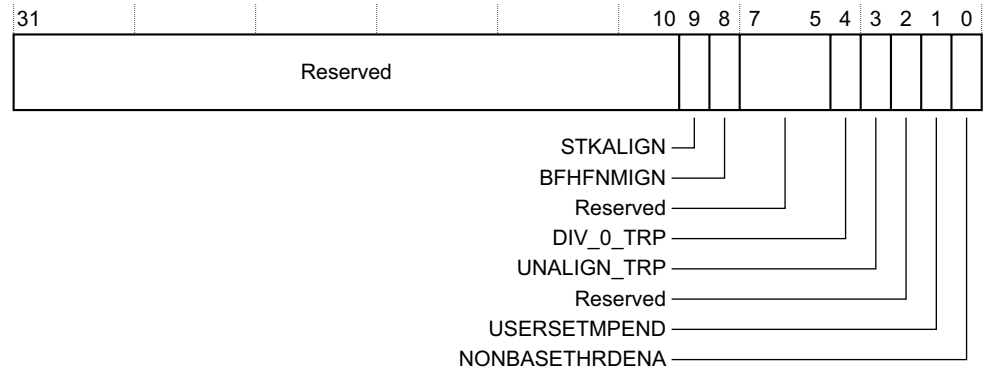 31 10 9 8 7 5 4 3 2 1 0
Reserved
STKALIGN
BFHFNMIGN
Reserved
DIV_0_TRP
UNALIGN_TRP
Reserved
USERSETMPEND
NONBASETHRDENA